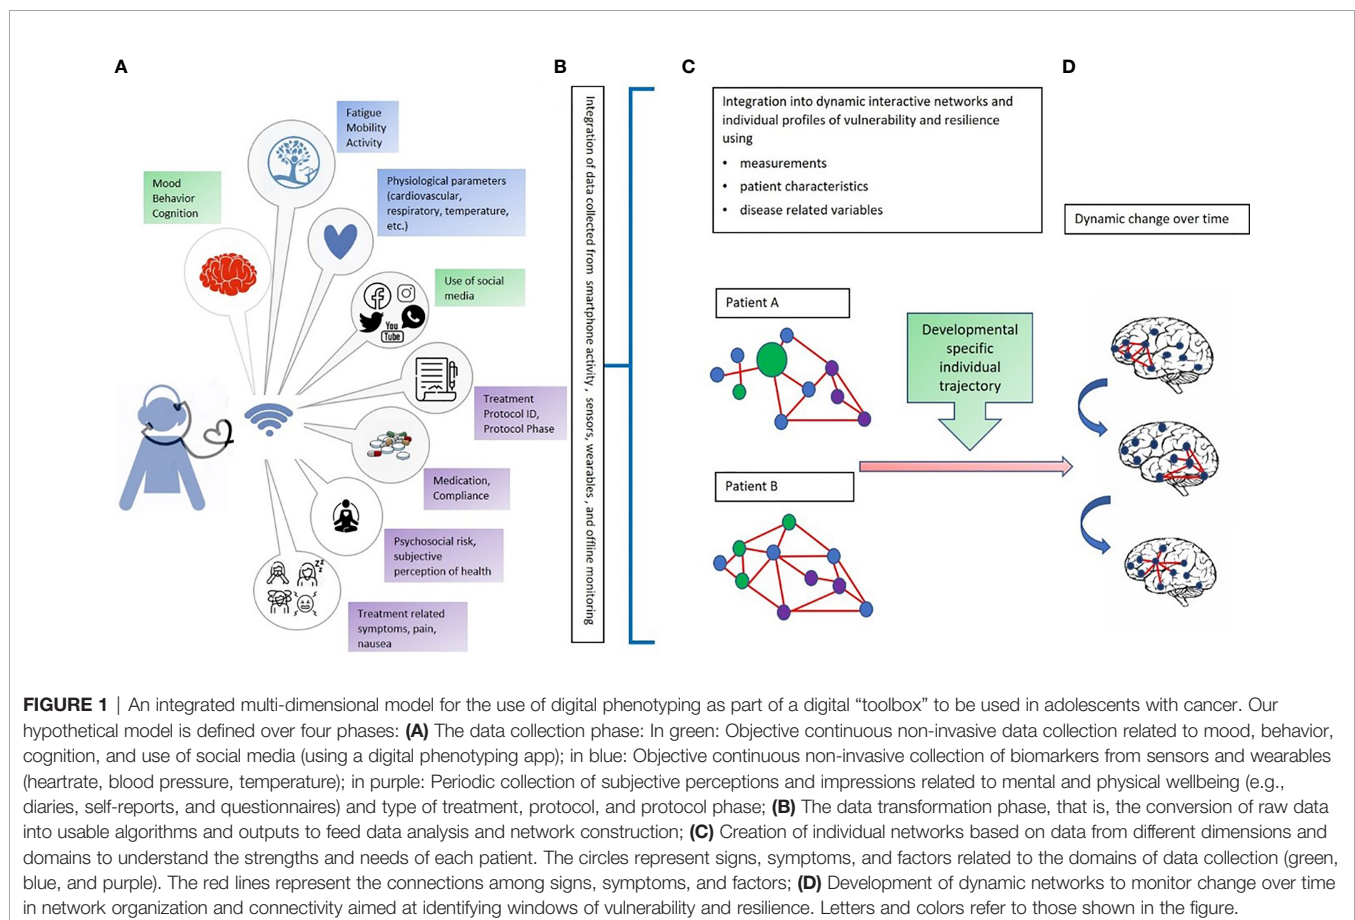 A
B
C
D
Fatigue
Mobility
Activity
Mood
Behavior
Cognition
Physiological parameters
(cardiovascular,
respiratory, temperature,
etc.)
Use of social
media
You
Tube
Treatment
Protocol ID,
Protocol Phase
Medication,
Compliance
Psychosocial risk,
subjective
perception of health
zz
z
Treatment related
symptoms, pain,
nausea
Integration of data collected from smartphone activity, sensors, wearables, and offline monitoring
Integration into dynamic interactive networks and
individual profiles of vulnerability and resilience
using
• measurements
• patient characteristics
• disease related variables
Patient A
Patient B
Developmental
specific
individual
trajectory
Dynamic change over time
FIGURE 1 | An integrated multi-dimensional model for the use of digital phenotyping as part of a digital “toolbox” to be used in adolescents with cancer. Our
hypothetical model is defined over four phases: (A) The data collection phase: In green: Objective continuous non-invasive data collection related to mood, behavior,
cognition, and use of social media (using a digital phenotyping app); in blue: Objective continuous non-invasive collection of biomarkers from sensors and wearables
(heartrate, blood pressure, temperature); in purple: Periodic collection of subjective perceptions and impressions related to mental and physical wellbeing (e.g.,
diaries, self-reports, and questionnaires) and type of treatment, protocol, and protocol phase; (B) The data transformation phase, that is, the conversion of raw data
into usable algorithms and outputs to feed data analysis and network construction; (C) Creation of individual networks based on data from different dimensions and
domains to understand the strengths and needs of each patient. The circles represent signs, symptoms, and factors related to the domains of data collection (green,
blue, and purple). The red lines represent the connections among signs, symptoms, and factors; (D) Development of dynamic networks to monitor change over time
in network organization and connectivity aimed at identifying windows of vulnerability and resilience. Letters and colors refer to those shown in the figure.